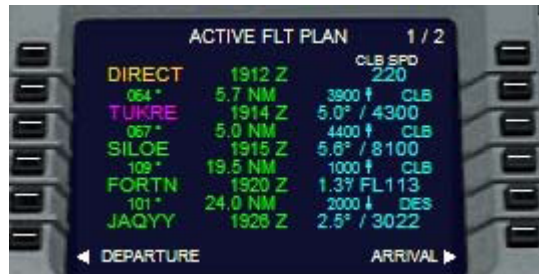 ACTIVE FLT PLAN 1 / 2
CLB SPD
DIRECT 1912 Z 220
064° 5.7 NM 3900 ↑ CLB
TUKRE 1914 Z 5.0° / 4300
067° 5.0 NM 4400 ↑ CLB
SILOE 1915 Z 5.6° / 8100
109° 19.5 NM 1000 ↑ CLB
FORTN 1920 Z 1.3°/ FL113
101° 24.0 NM 2000 ↓ DES
JAQYY 1926 Z 2.5° / 3022
◀ DEPARTURE ARRIVAL ▶